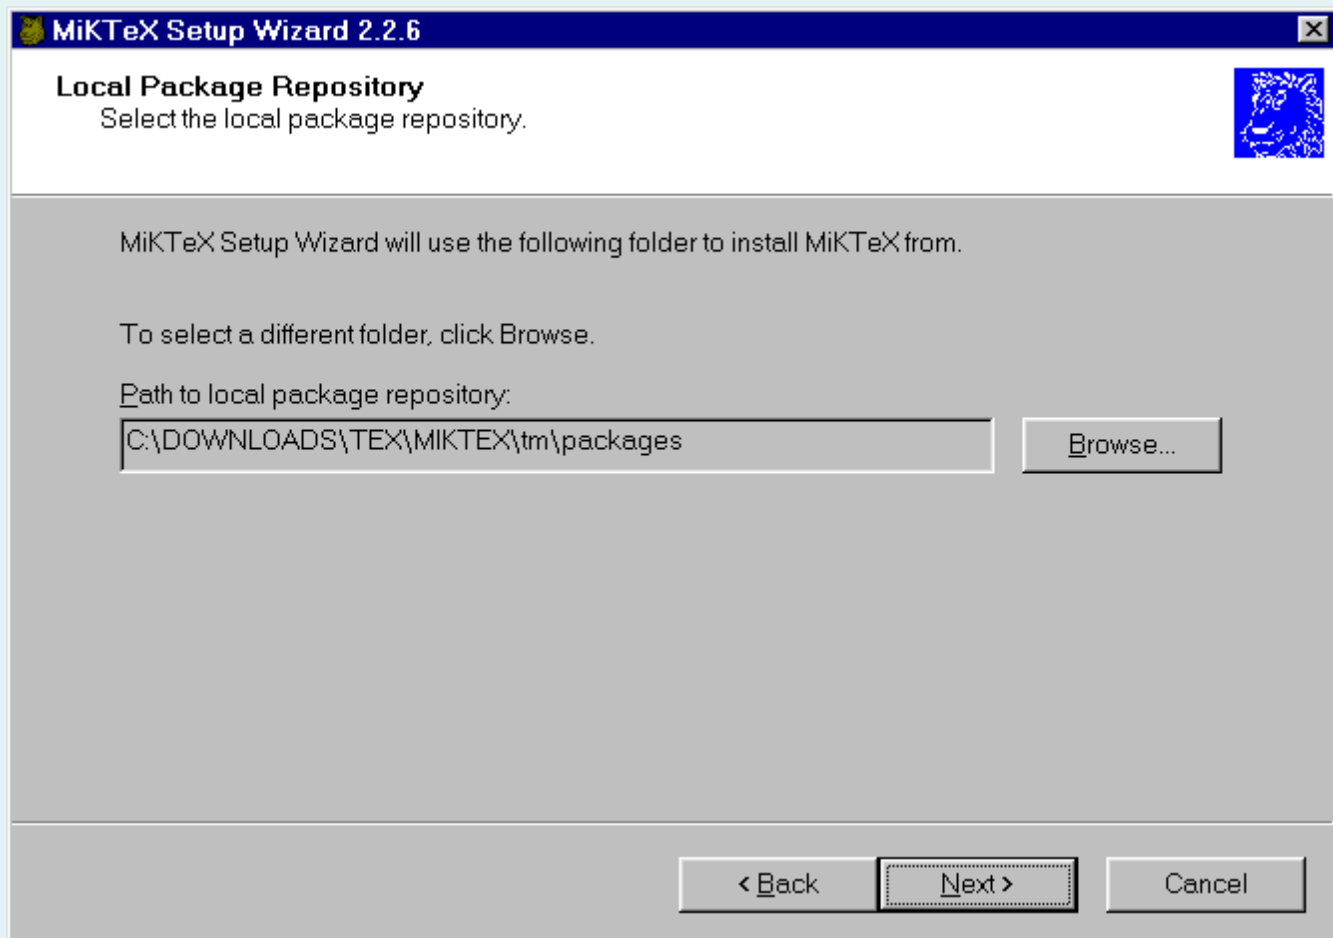 MiKTeX Setup Wizard 2.2.6
Local Package Repository
Select the local package repository.
MiKTeX Setup Wizard will use the following folder to install MiKTeX from.
To select a different folder, click Browse.
Path to local package repository:
C:\DOWNLOADS\TEX\MIKTEX\tm\packages
Browse...
< Back
Next >
Cancel